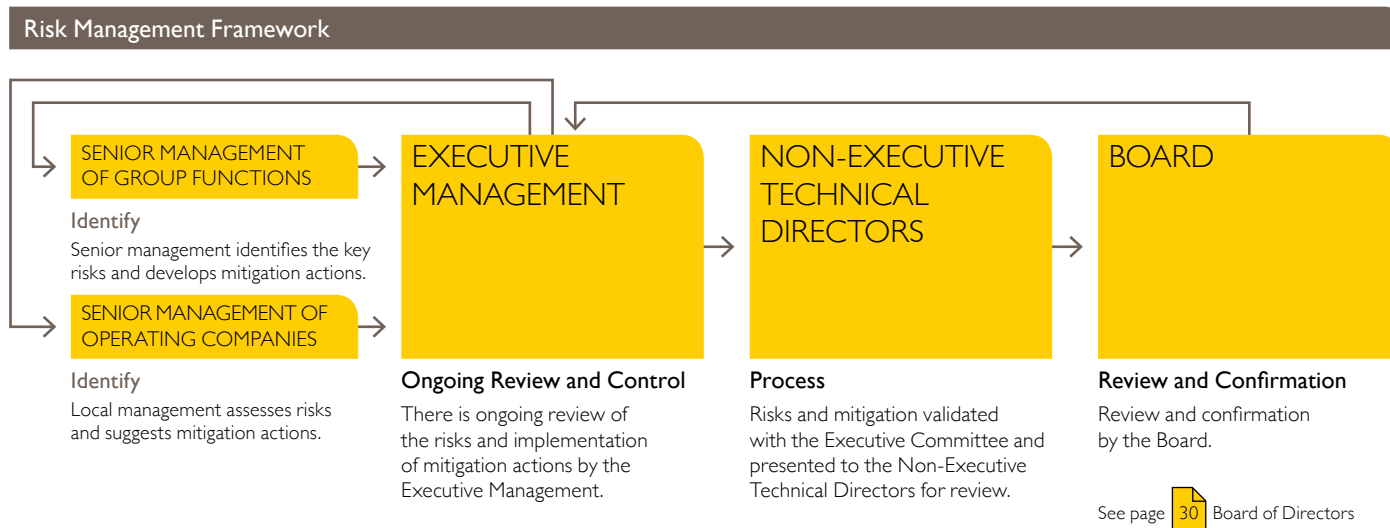 Risk Management Framework
SENIOR MANAGEMENT
OF GROUP FUNCTIONS
Identify
Senior management identifies the key
risks and develops mitigation actions.
SENIOR MANAGEMENT OF
OPERATING COMPANIES
Identify
Local management assesses risks
and suggests mitigation actions.
EXECUTIVE
MANAGEMENT
Ongoing Review and Control
There is ongoing review of
the risks and implementation
of mitigation actions by the
Executive Management.
NON-EXECUTIVE
TECHNICAL
DIRECTORS
Process
Risks and mitigation validated
with the Executive Committee and
presented to the Non-Executive
Technical Directors for review.
BOARD
Review and Confirmation
Review and confirmation
by the Board.
See page 30 Board of Directors